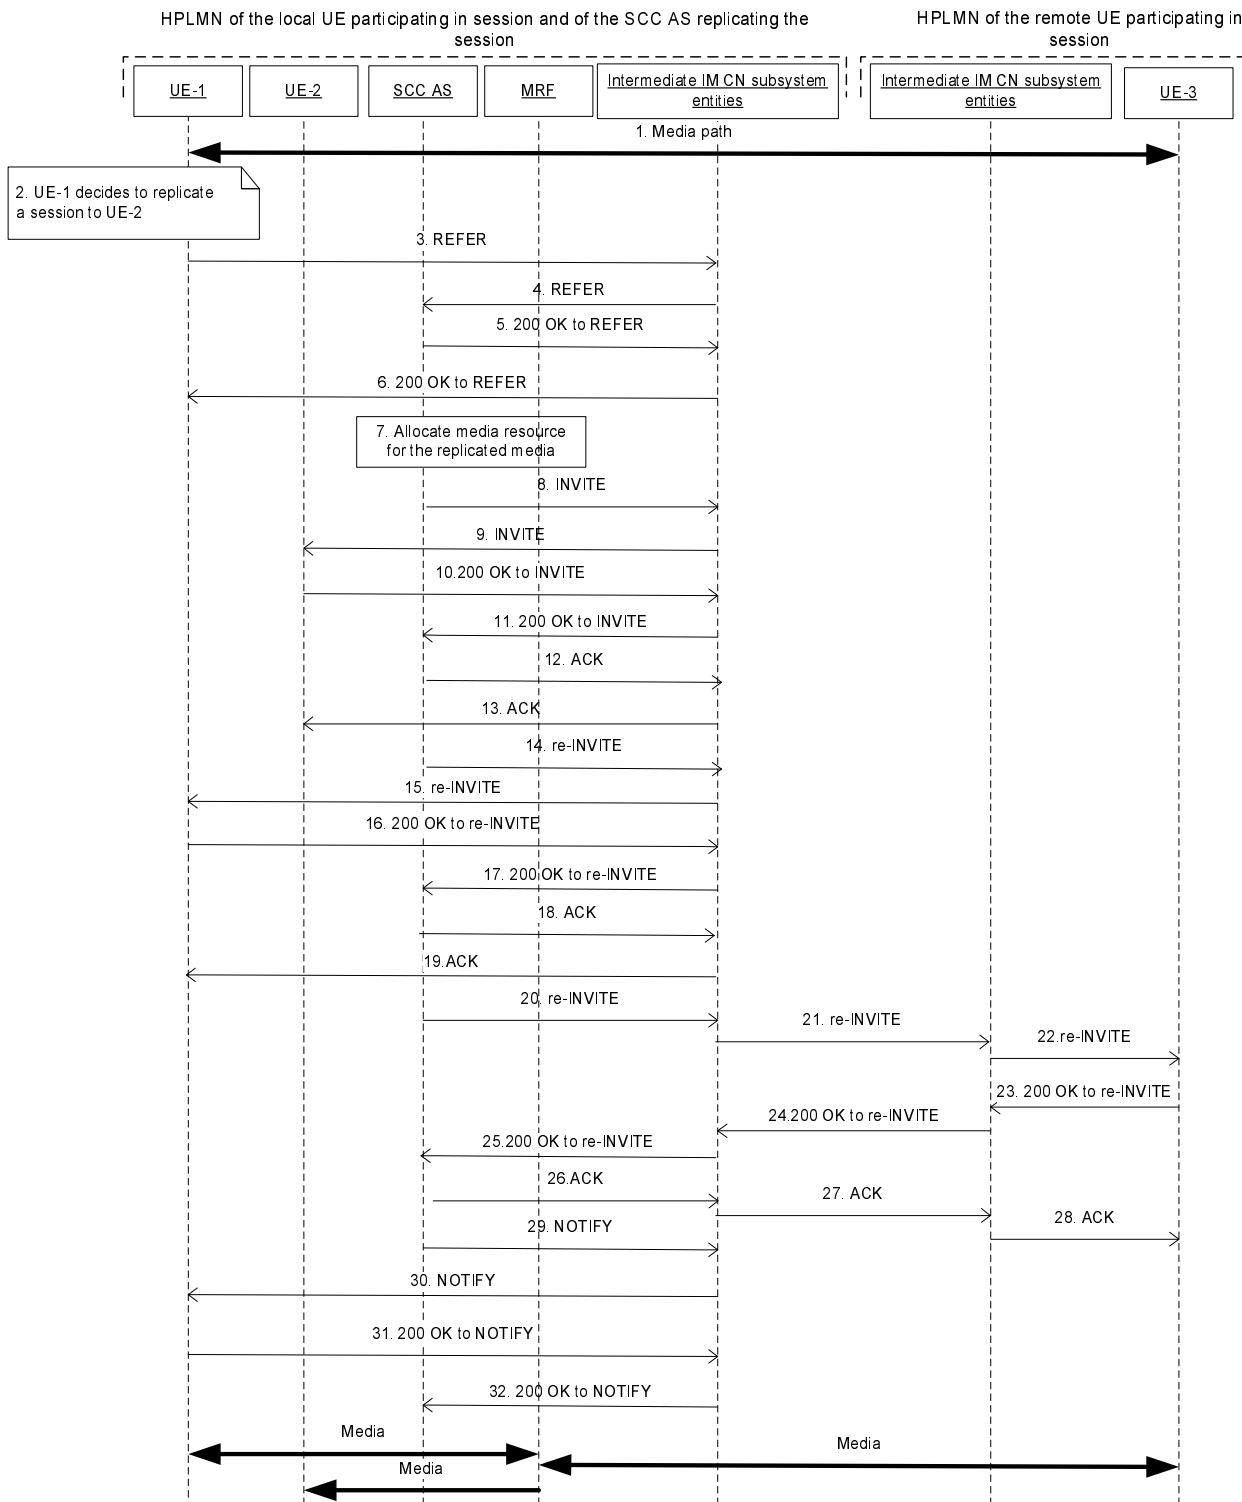 HPLMN of the local UE participating in session and of the SCC AS replicating the
session
HPLMN of the remote UE participating in
session
UE-1
UE-2
SCC AS
MRF
Intermediate IM CN subsystem
entities
Intermediate IM CN subsystem
entities
UE-3
1. Media path
2. UE-1 decides to replicate
a session to UE-2
3. REFER
4. REFER
5. 200 OK to REFER
6. 200 OK to REFER
7. Allocate media resource
for the replicated media
8. INVITE
9. INVITE
10.200 OK to INVITE
11. 200 OK to INVITE
12. ACK
13. ACK
14. re-INVITE
15. re-INVITE
16. 200 OK to re-INVITE
17. 200 OK to re-INVITE
18. ACK
19.ACK
20. re-INVITE
21. re-INVITE
22.re-INVITE
23. 200 OK to re-INVITE
24.200 OK to re-INVITE
25.200 OK to re-INVITE
26.ACK
27. ACK
28. ACK
29. NOTIFY
30. NOTIFY
31. 200 OK to NOTIFY
32. 200 OK to NOTIFY
Media
Media
Media